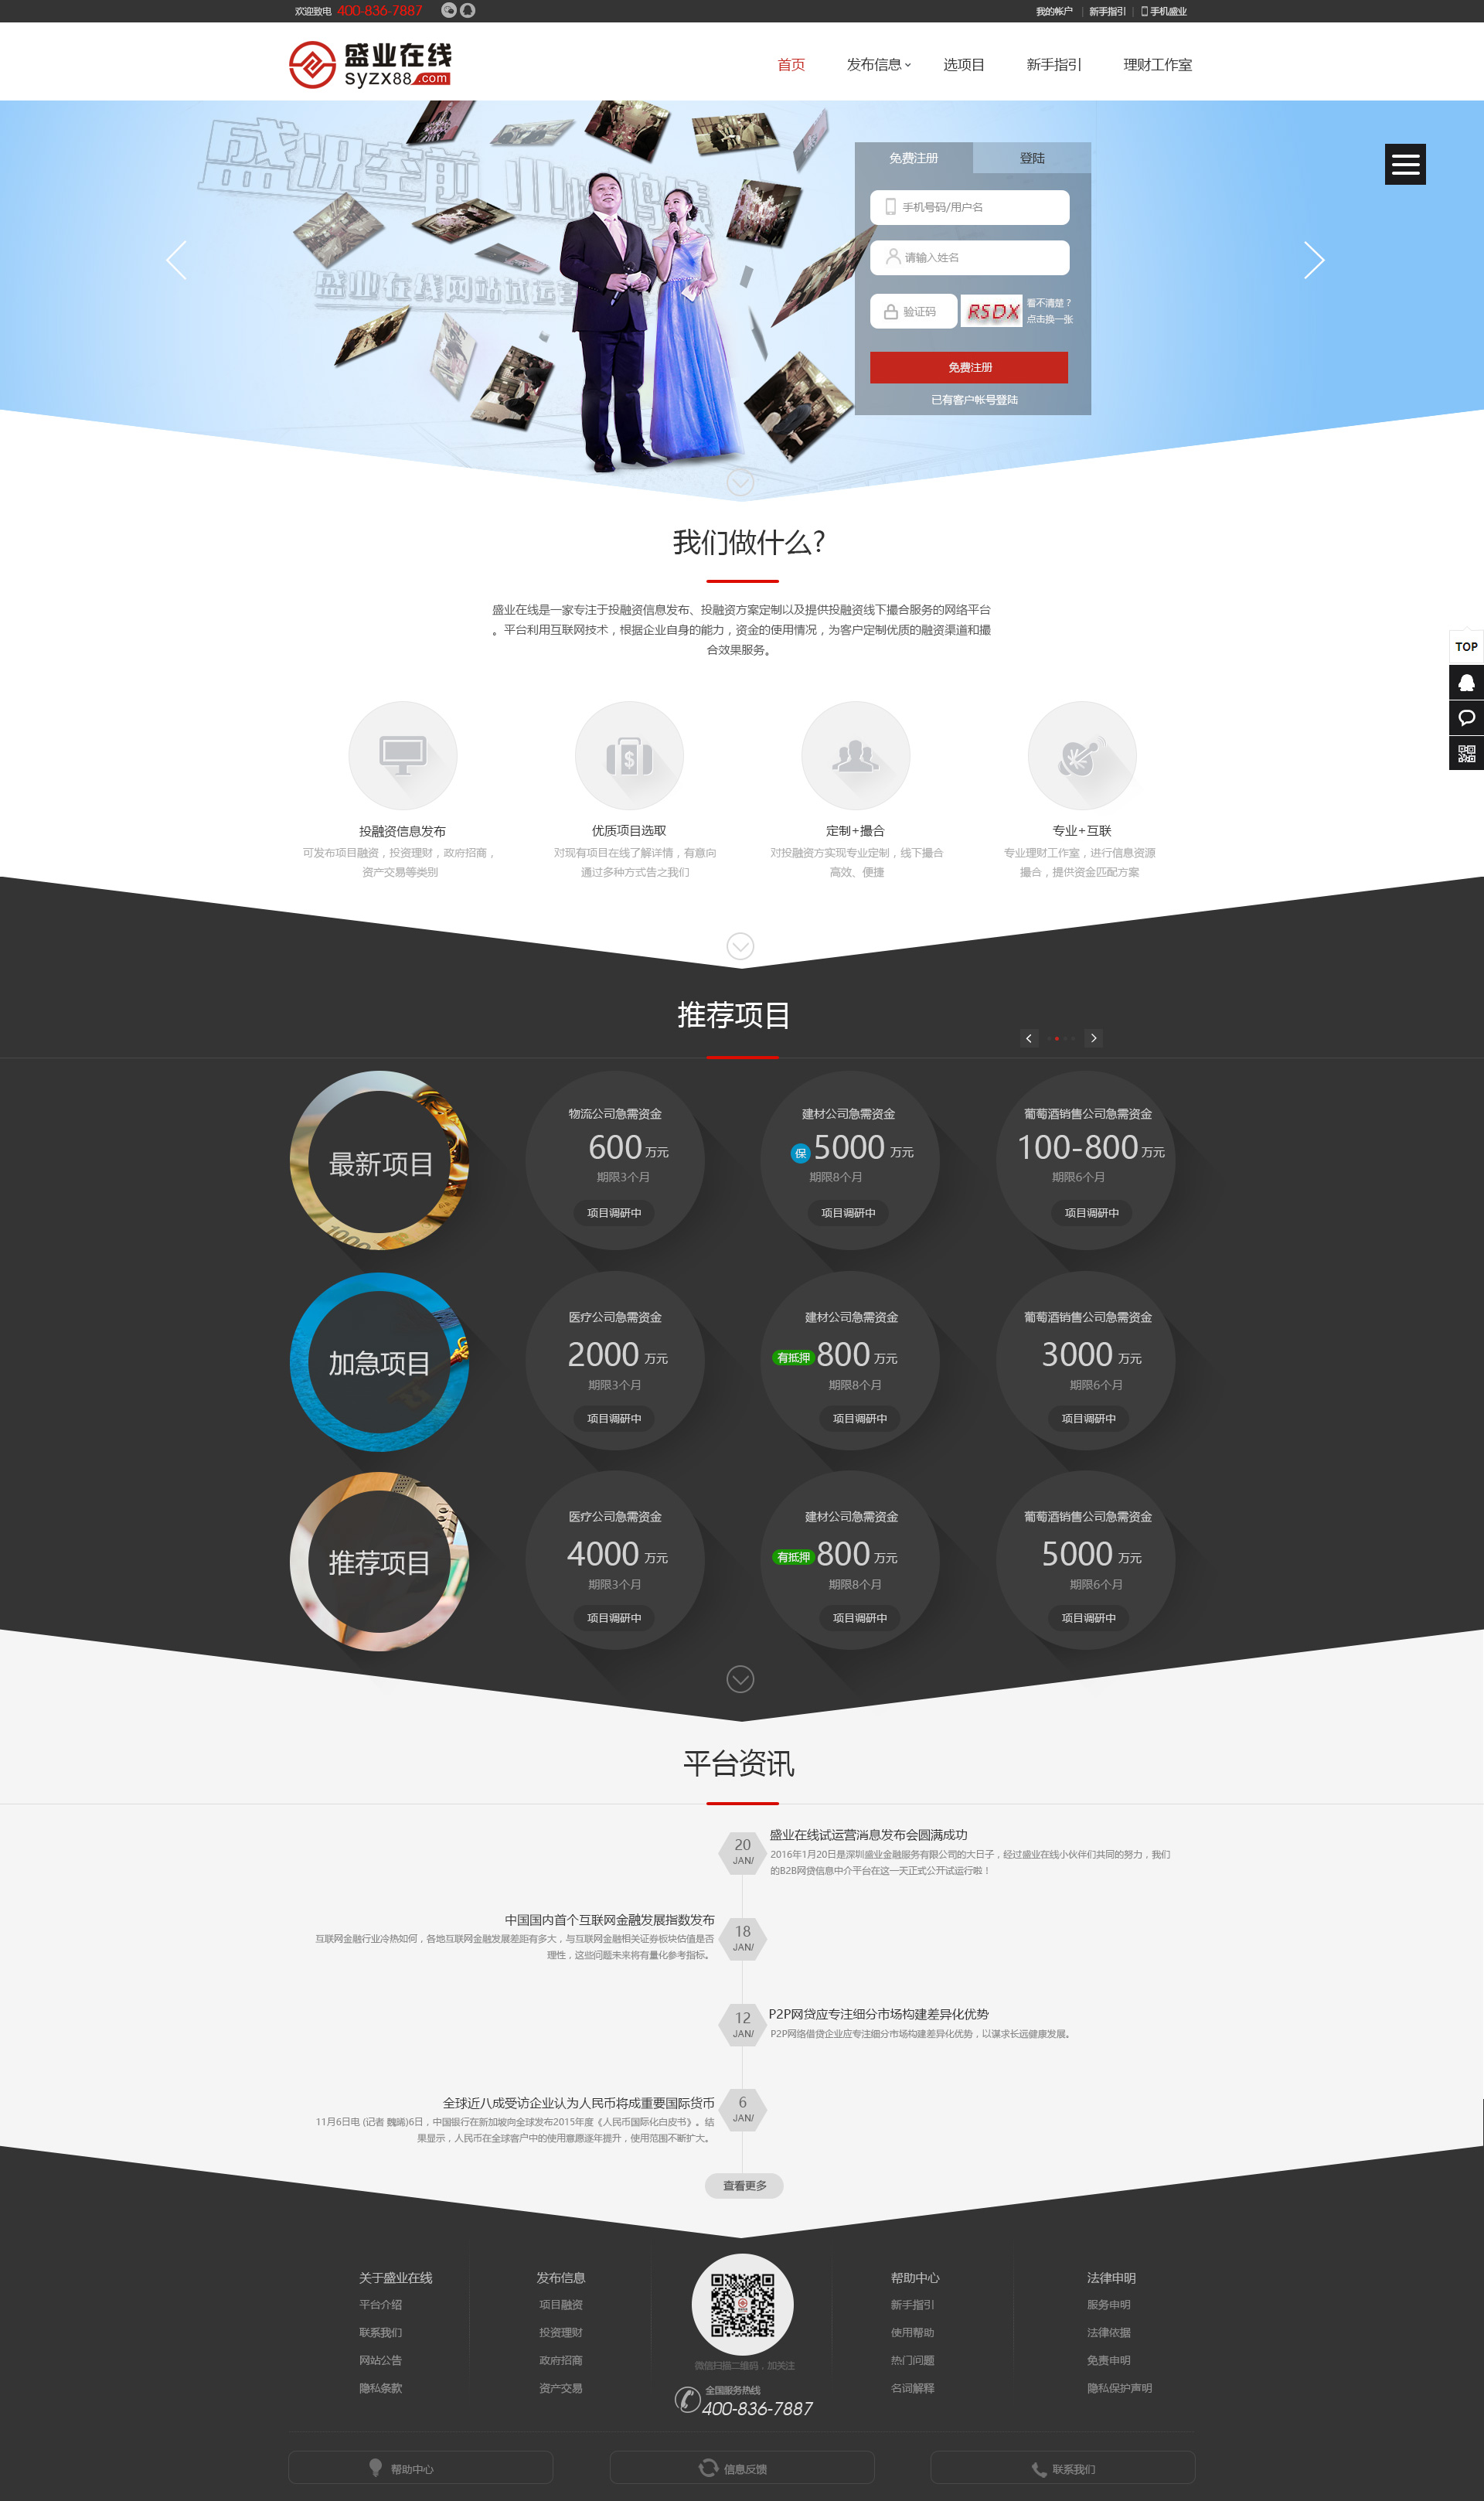 欢迎致电 400-836-7887
我的帐户 | 新手指引 | 手机盛业
盛业在线
syzx88.com
首页 发布信息 选项目 新手指引 理财工作室
盛况空前
盛业在线网站试运营
免费注册 登陆
手机号码/用户名
请输入姓名
验证码 RSDX 看不清楚?
点击换一张
免费注册
已有客户帐号登陆
我们做什么?
盛业在线是一家专注于投融资信息发布、投融资方案定制以及提供投融资线下撮合服务的网络平台
。平台利用互联网技术,根据企业自身的能力,资金的使用情况,为客户定制优质的融资渠道和撮
合效果服务。
TOP
投融资信息发布 优质项目选取 定制+撮合 专业+互联
可发布项目融资,投资理财,政府招商, 对现有项目在线了解详情,有意向 对投融资方实现专业定制,线下撮合 专业理财工作室,进行信息资源
资产交易等类别 通过多种方式告之我们 高效、便捷 撮合,提供资金匹配方案
推荐项目
最新项目
物流公司急需资金
600 万元
期限3个月
项目调研中
建材公司急需资金
保 5000 万元
期限8个月
项目调研中
葡萄酒销售公司急需资金
100-800 万元
期限6个月
项目调研中
加急项目
医疗公司急需资金
2000 万元
期限3个月
项目调研中
建材公司急需资金
有抵押 800 万元
期限8个月
项目调研中
葡萄酒销售公司急需资金
3000 万元
期限6个月
项目调研中
推荐项目
医疗公司急需资金
4000 万元
期限3个月
项目调研中
建材公司急需资金
有抵押 800 万元
期限8个月
项目调研中
葡萄酒销售公司急需资金
5000 万元
期限6个月
项目调研中
平台资讯
20
JAN/
盛业在线试运营消息发布会圆满成功
2016年1月20日是深圳盛业金融服务有限公司的大日子,经过盛业在线小伙伴们共同的努力,我们
的B2B网贷信息中介平台在这一天正式公开试运行啦!
18
JAN/
中国国内首个互联网金融发展指数发布
互联网金融行业冷热如何,各地互联网金融发展差距有多大,与互联网金融相关证券板块估值是否
理性,这些问题未来将有量化参考指标。
12
JAN/
P2P网贷应专注细分市场构建差异化优势
P2P网络借贷企业应专注细分市场构建差异化优势,以谋求长远健康发展。
6
JAN/
全球近八成受访企业认为人民币将成重要国际货币
11月6日电 (记者 魏晞)6日,中国银行在新加坡向全球发布2015年度《人民币国际化白皮书》。结
果显示,人民币在全球客户中的使用意愿逐年提升,使用范围不断扩大。
查看更多
关于盛业在线
平台介绍
联系我们
网站公告
隐私条款
发布信息
项目融资
投资理财
政府招商
资产交易
微信扫描二维码,加关注
全国服务热线
400-836-7887
帮助中心
新手指引
使用帮助
热门问题
名词解释
法律申明
服务申明
法律依据
免责申明
隐私保护声明
帮助中心 信息反馈 联系我们